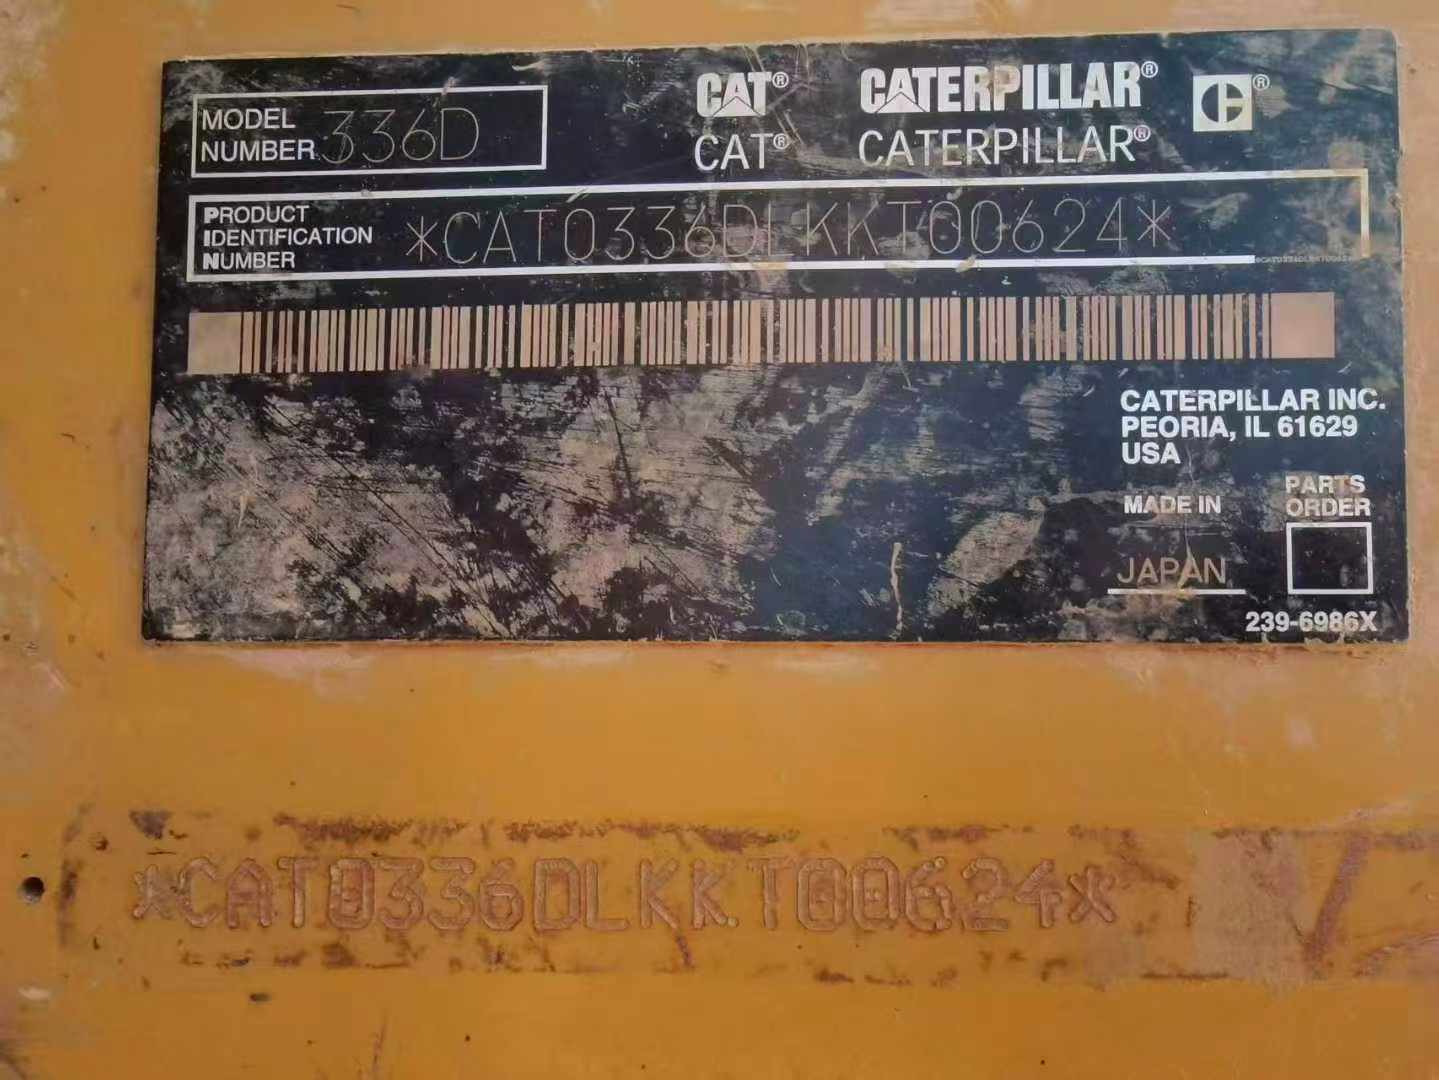 MODEL NUMBER 336D
CAT® CATERPILLAR® C®
CAT® CATERPILLAR®
PRODUCT IDENTIFICATION NUMBER *CAT0336DLKKT00624*
CATERPILLAR INC.
PEORIA, IL 61629
USA
MADE IN
JAPAN
PARTS
ORDER
239-6986X
*CAT0336DLKKT00624*